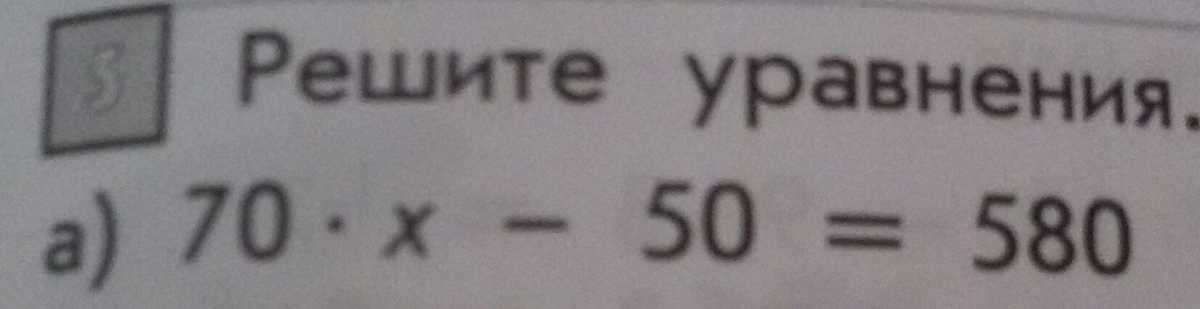 5 Решите уравнения.
а) 70 · x − 50 = 580